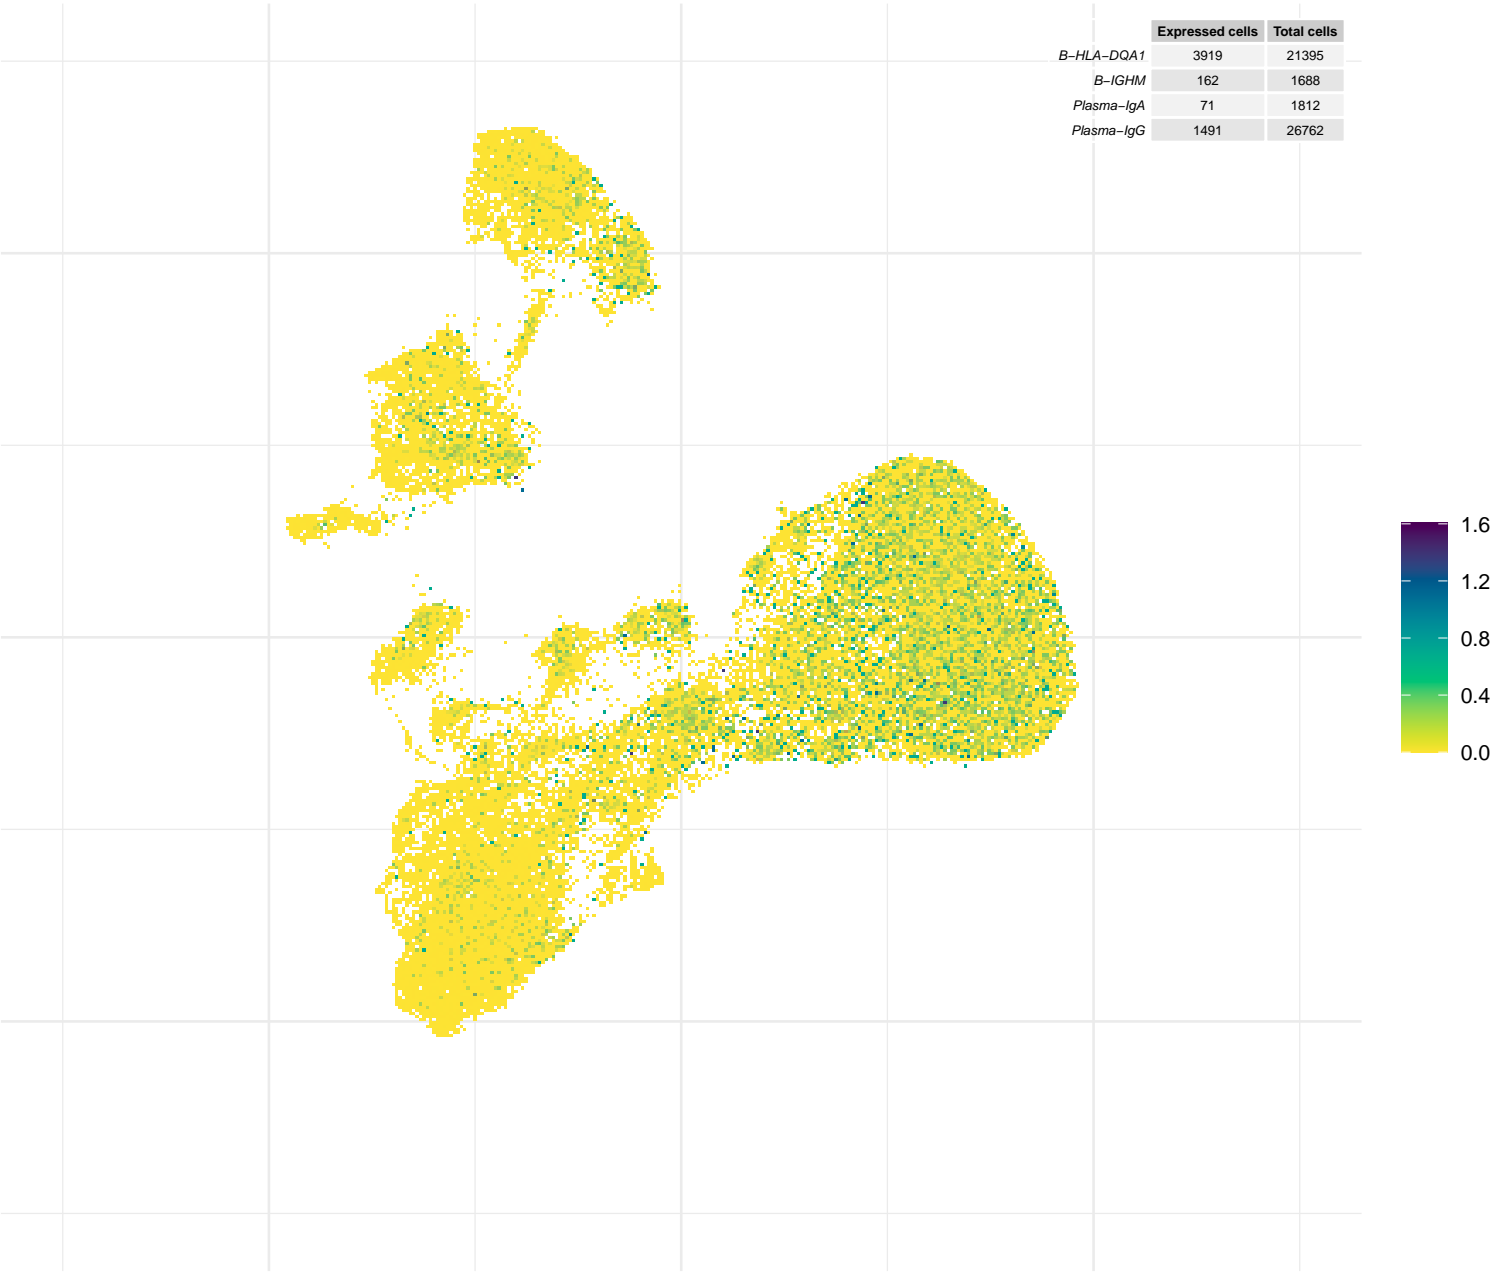 Expressed cells Total cells
B−HLA−DQA1 3919 21395
B−IGHM 162 1688
Plasma−IgA 71 1812
Plasma−IgG 1491 26762
1.6
1.2
0.8
0.4
0.0